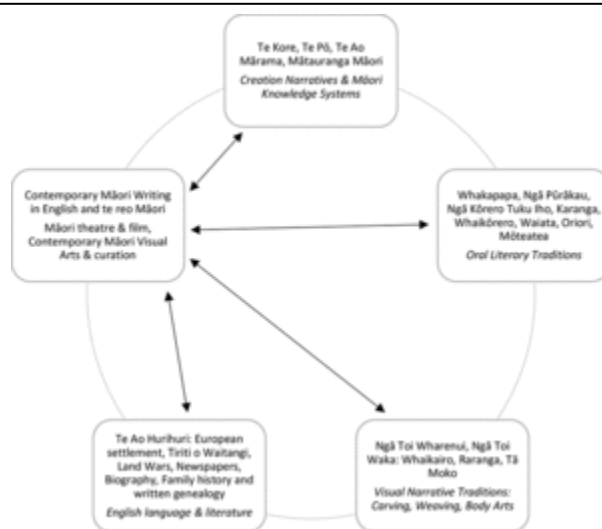 Te Kore, Te Pō, Te Ao
Mārama, Mātauranga Māori
Creation Narratives & Māori
Knowledge Systems
Contemporary Māori Writing
in English and te reo Māori
Māori theatre & film,
Contemporary Māori Visual
Arts & curation
Whakapapa, Ngā Pūrākau,
Ngā Kōrero Tuku Iho, Karanga,
Whaikōrero, Waiata, Oriori,
Mōteatea
Oral Literary Traditions
Te Ao Hurihuri: European
settlement, Tiriti o Waitangi,
Land Wars, Newspapers,
Biography, Family history and
written genealogy
English language & literature
Ngā Toi Wharenui, Ngā Toi
Waka: Whaikairo, Raranga, Tā
Moko
Visual Narrative Traditions:
Carving, Weaving, Body Arts